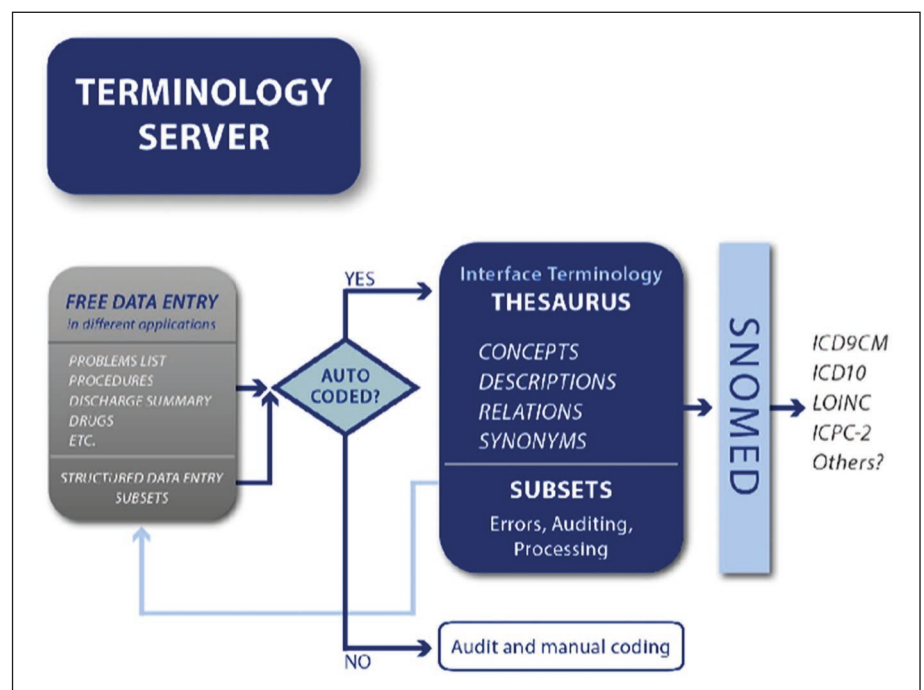 TERMINOLOGY
SERVER
FREE DATA ENTRY
in different applications
PROBLEMS LIST
PROCEDURES
DISCHARGE SUMMARY
DRUGS
ETC.
STRUCTURED DATA ENTRY
SUBSETS
YES
AUTO
CODED?
NO
Interface Terminology
THESAURUS
CONCEPTS
DESCRIPTIONS
RELATIONS
SYNONYMS
SUBSETS
Errors, Auditing,
Processing
Audit and manual coding
SNOMED
ICD9CM
ICD10
LOINC
ICPC-2
Others?